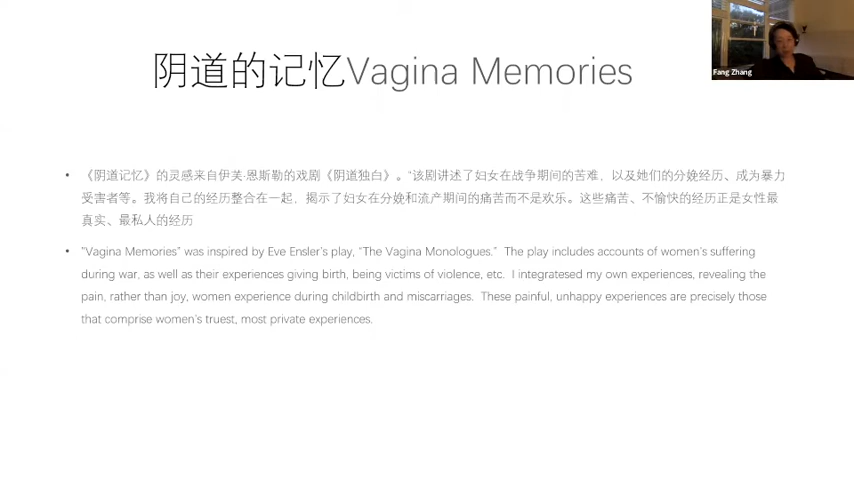 阴道的记忆Vagina Memories
Fang Zhang
• 《阴道记忆》的灵感来自伊芙·恩斯勒的戏剧《阴道独白》。“该剧讲述了妇女在战争期间的苦难，以及她们的分娩经历、成为暴力
受害者等。我将自己的经历整合在一起，揭示了妇女在分娩和流产期间的痛苦而不是欢乐。这些痛苦、不愉快的经历正是女性最
真实、最私人的经历
• “Vagina Memories” was inspired by Eve Ensler’s play, “The Vagina Monologues.” The play includes accounts of women’s suffering
during war, as well as their experiences giving birth, being victims of violence, etc. I integratesed my own experiences, revealing the
pain, rather than joy, women experience during childbirth and miscarriages. These painful, unhappy experiences are precisely those
that comprise women’s truest, most private experiences.